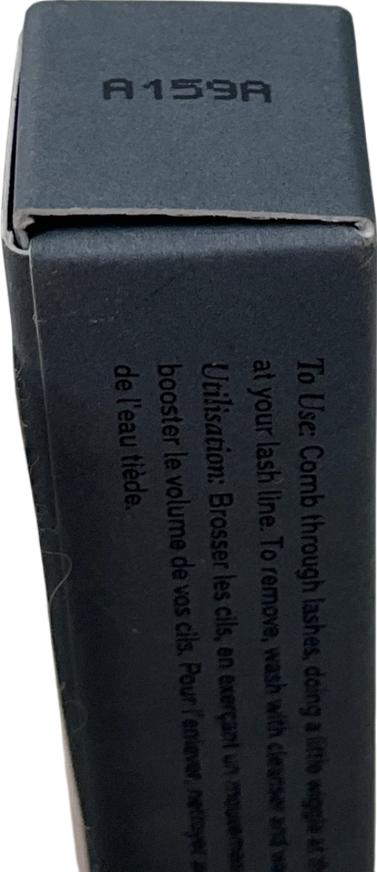 A159A
To Use: Comb through lashes, doing a little wiggle at
at your lash line. To remove, wash with cleanser and
Utilisation: Brosser les cils, en exerçant un
booster le volume de vos cils. Pour l'enlever, nettoyer
de l'eau tiède.